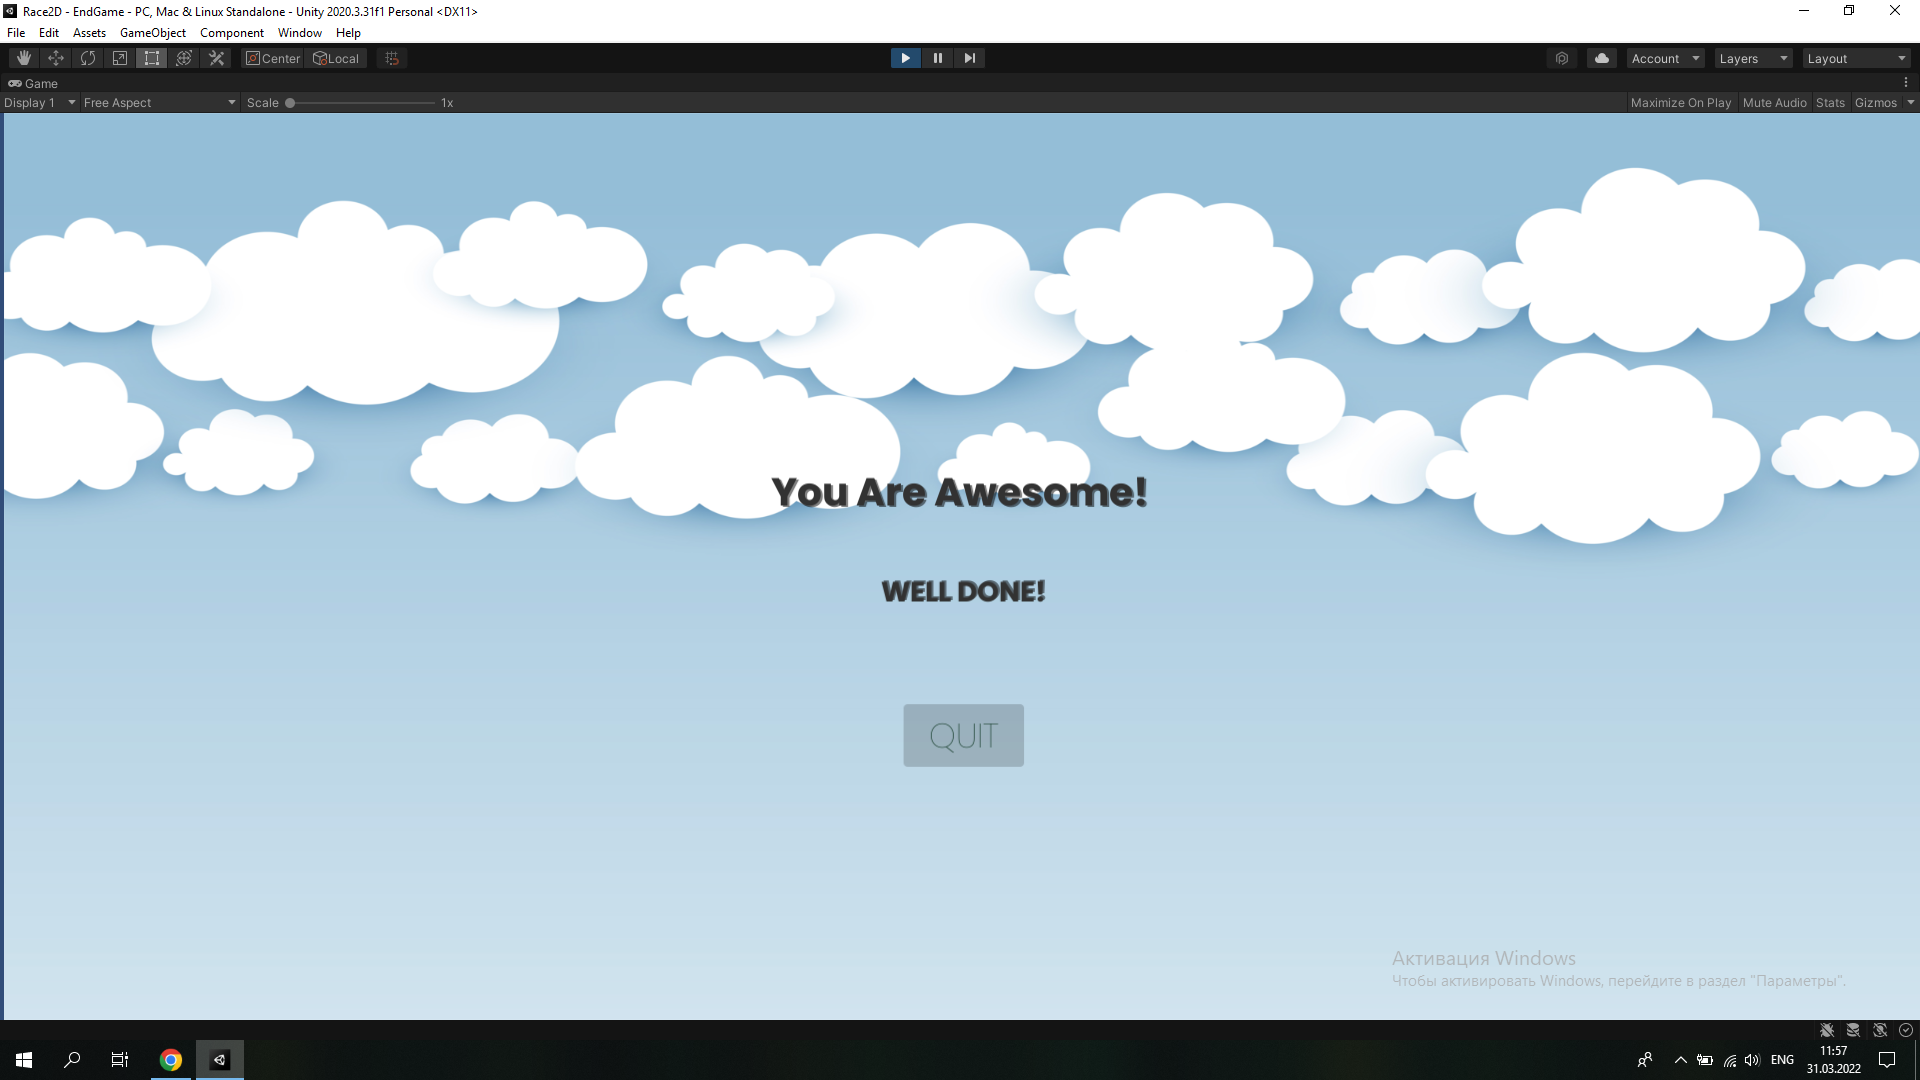 Race2D - EndGame - PC, Mac & Linux Standalone - Unity 2020.3.31f1 Personal <DX11>
File Edit Assets GameObject Component Window Help
Center Local Account Layers Layout
Game
Display 1 Free Aspect Scale 1x Maximize On Play Mute Audio Stats Gizmos
You Are Awesome!
WELL DONE!
QUIT
Активация Windows
Чтобы активировать Windows, перейдите в раздел "Параметры".
ENG
11:57
31.03.2022